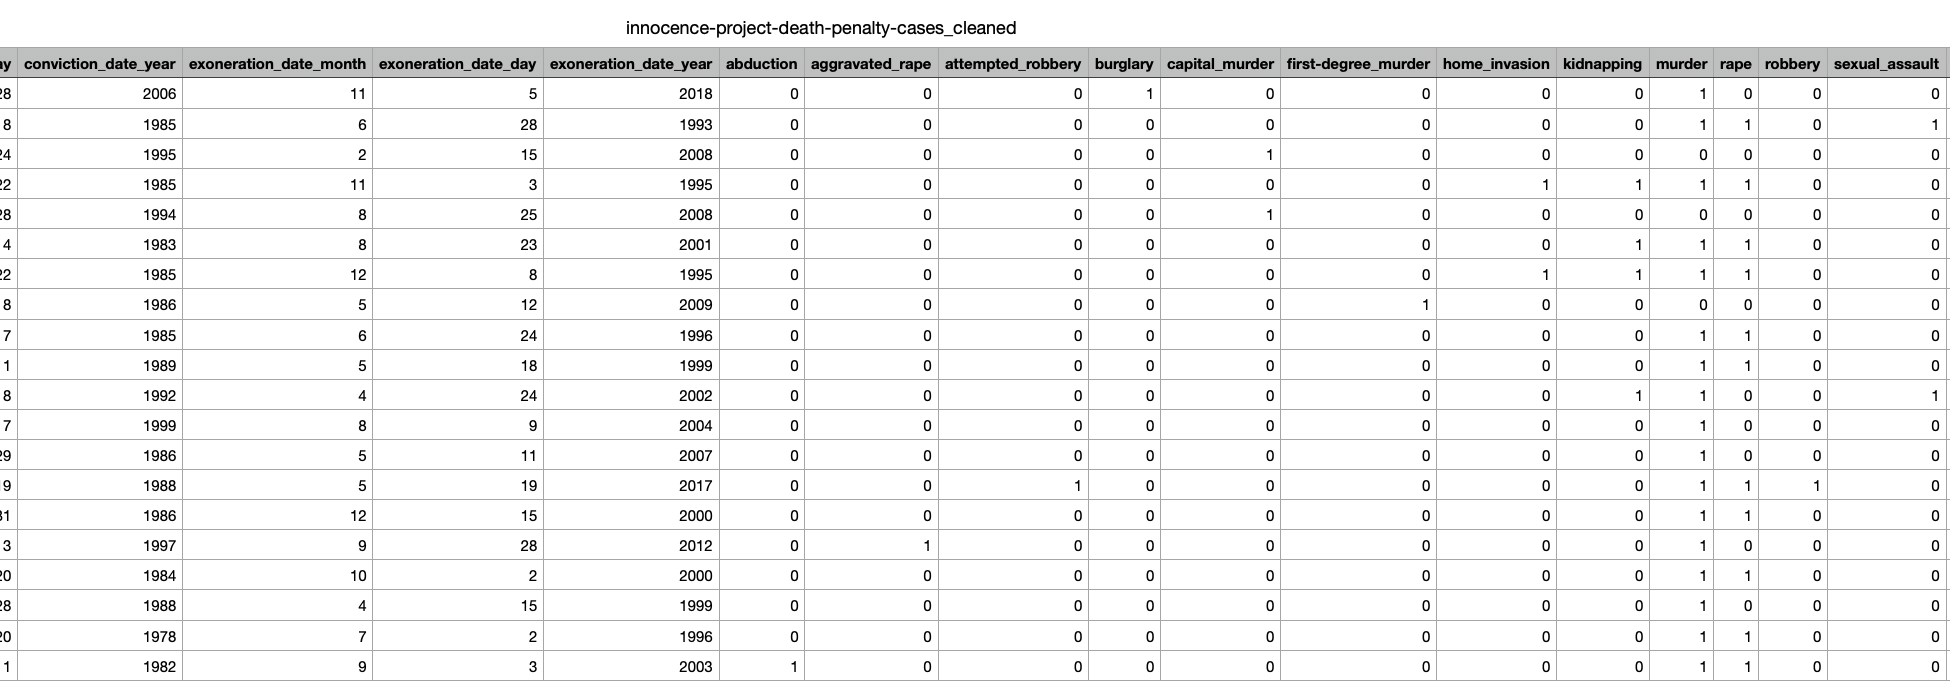 innocence-project-death-penalty-cases_cleaned
ay conviction_date_year exoneration_date_month exoneration_date_day exoneration_date_year abduction aggravated_rape attempted_robbery burglary capital_murder first-degree_murder home_invasion kidnapping murder rape robbery sexual_assault
28 2006 11 5 2018 0 0 0 1 0 0 0 0 1 0 0 0
8 1985 6 28 1993 0 0 0 0 0 0 0 0 1 1 0 1
24 1995 2 15 2008 0 0 0 0 1 0 0 0 0 0 0 0
22 1985 11 3 1995 0 0 0 0 0 0 1 1 1 1 0 0
28 1994 8 25 2008 0 0 0 0 1 0 0 0 0 0 0 0
4 1983 8 23 2001 0 0 0 0 0 0 0 1 1 1 0 0
22 1985 12 8 1995 0 0 0 0 0 0 1 1 1 1 0 0
8 1986 5 12 2009 0 0 0 0 0 1 0 0 0 0 0 0
7 1985 6 24 1996 0 0 0 0 0 0 0 0 1 1 0 0
1 1989 5 18 1999 0 0 0 0 0 0 0 0 1 1 0 0
8 1992 4 24 2002 0 0 0 0 0 0 0 1 1 0 0 1
7 1999 8 9 2004 0 0 0 0 0 0 0 0 1 0 0 0
29 1986 5 11 2007 0 0 0 0 0 0 0 0 1 0 0 0
19 1988 5 19 2017 0 0 1 0 0 0 0 0 1 1 1 0
31 1986 12 15 2000 0 0 0 0 0 0 0 0 1 1 0 0
3 1997 9 28 2012 0 1 0 0 0 0 0 0 1 0 0 0
20 1984 10 2 2000 0 0 0 0 0 0 0 0 1 1 0 0
28 1988 4 15 1999 0 0 0 0 0 0 0 0 1 0 0 0
20 1978 7 2 1996 0 0 0 0 0 0 0 0 1 1 0 0
1 1982 9 3 2003 1 0 0 0 0 0 0 0 1 1 0 0